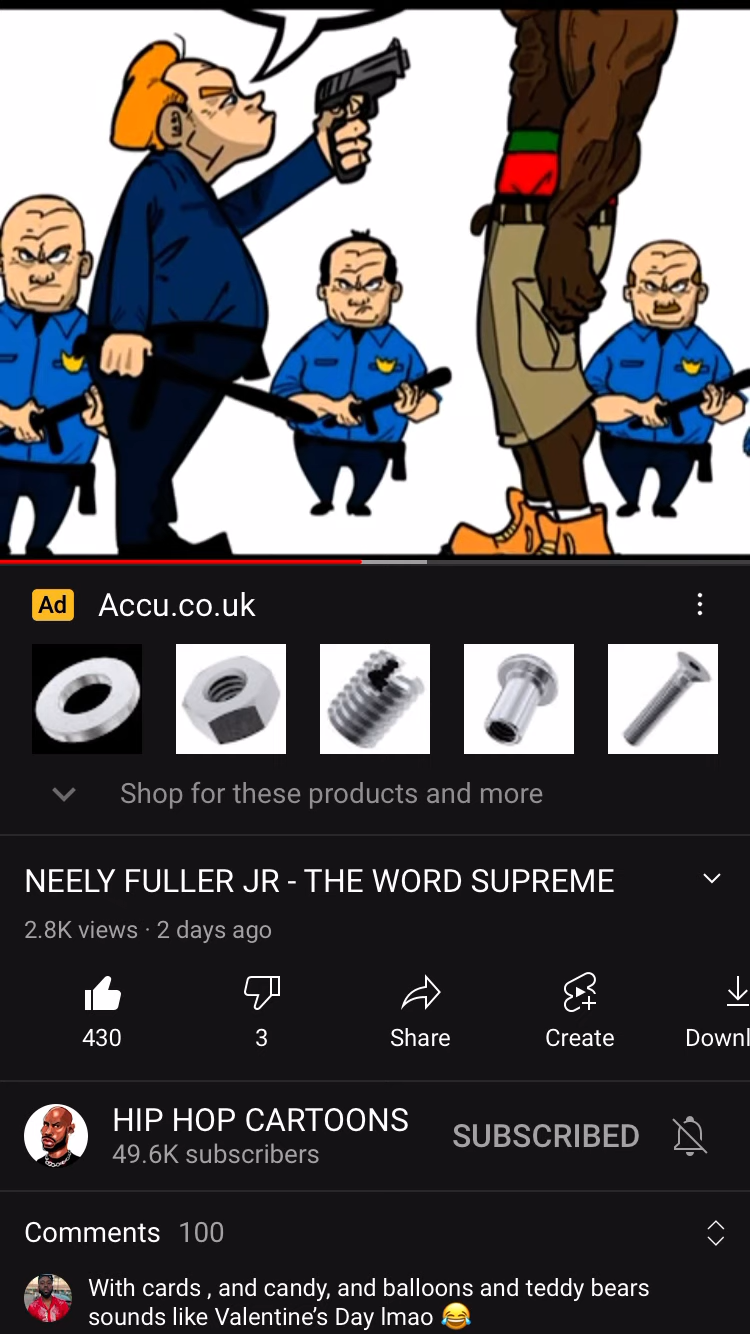 Ad Accu.co.uk
Shop for these products and more
NEELY FULLER JR - THE WORD SUPREME
2.8K views · 2 days ago
430 3 Share Create Downl
HIP HOP CARTOONS
49.6K subscribers
SUBSCRIBED
Comments 100
With cards , and candy, and balloons and teddy bears
sounds like Valentine’s Day lmao 😂